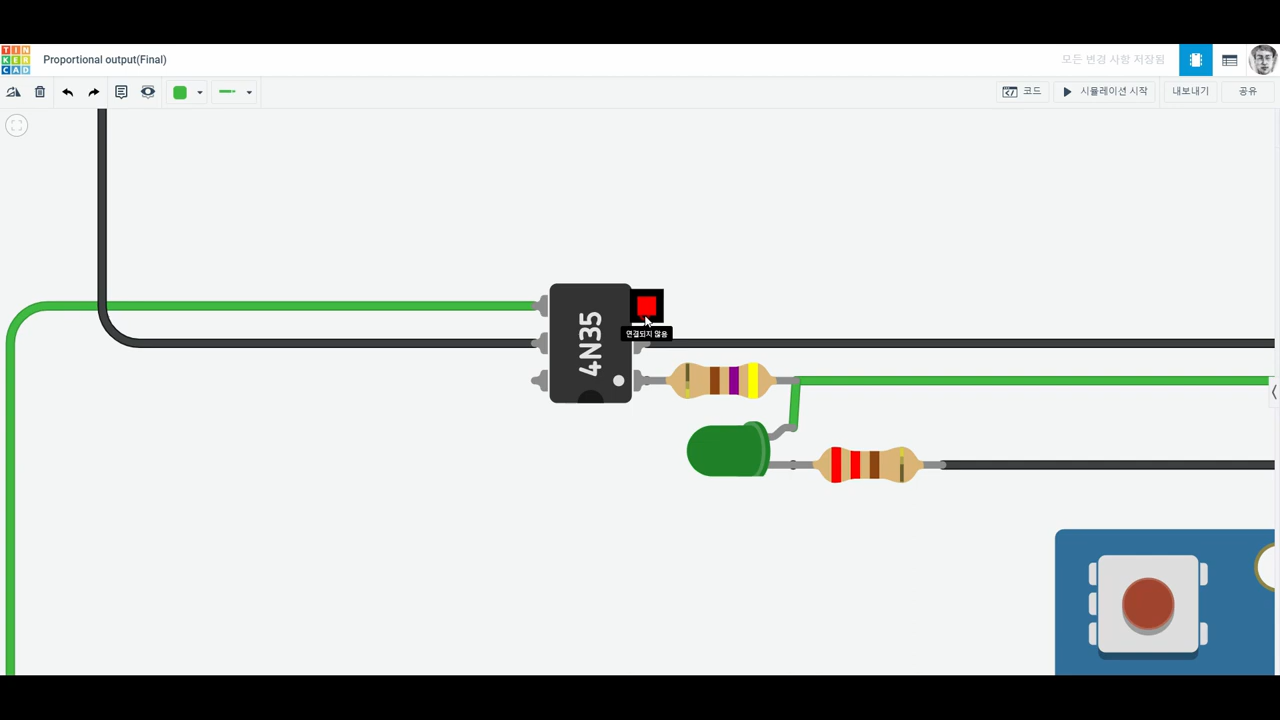 TIN
KER
CAD
Proportional output(Final)
모든 변경 사항 저장됨
코드
시뮬레이션 시작
내보내기
공유
4N35
연결되지 않음